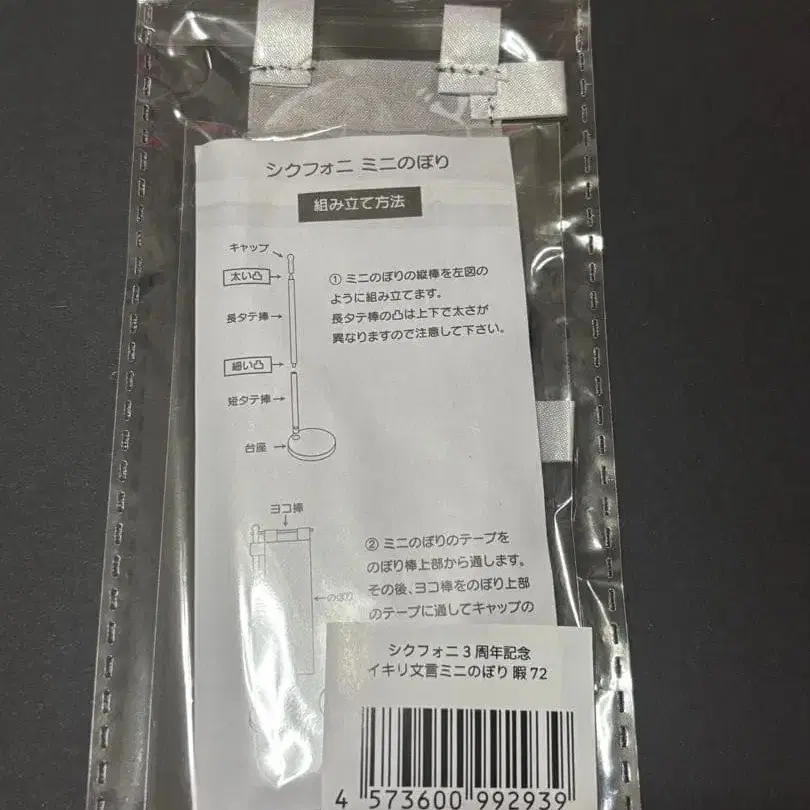 シクフォニ ミニのぼり
組み立て方法
キャップ
太い凸
長タテ棒
細い凸
短タテ棒
台座
① ミニのぼりの縦棒を左図の
ように組み立てます。
長タテ棒の凸は上下で太さが
異なりますので注意して下さい。
ヨコ棒
のぼり
② ミニのぼりのテープを
のぼり棒上部から通します。
その後、ヨコ棒をのぼり上部
のテープに通してキャップの
シクフォニ3周年記念
イキリ文言ミニのぼり 暇72
4 573600 992939